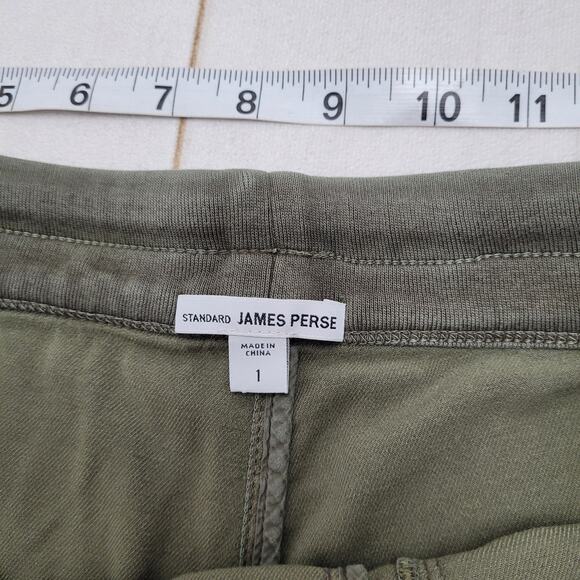 5 6 7 8 9 10 11
STANDARD JAMES PERSE
MADE IN
CHINA
1